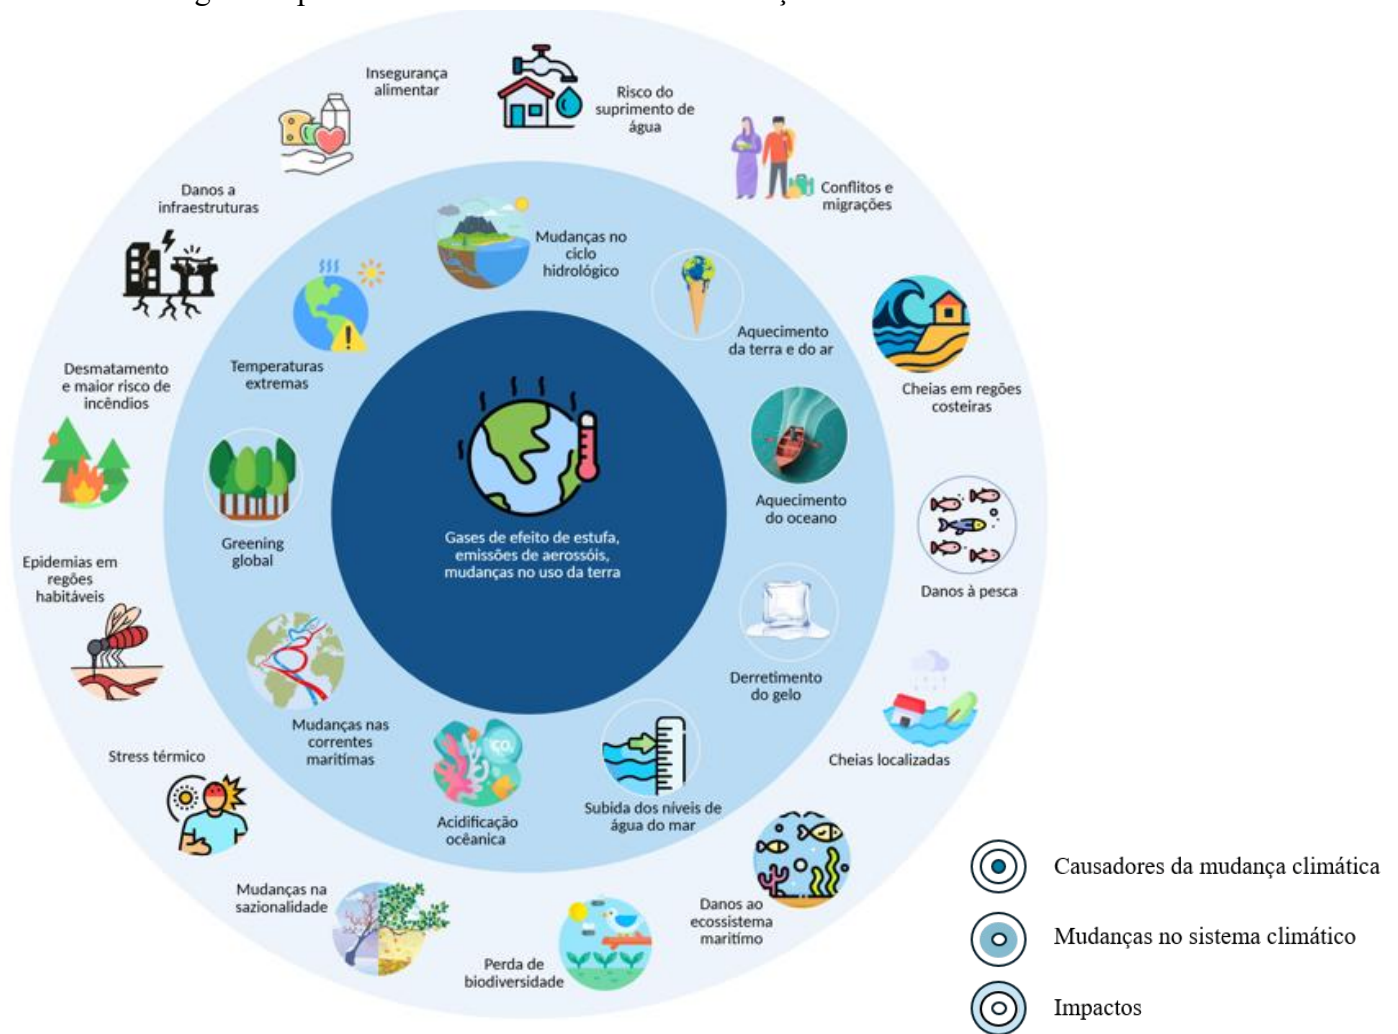 Insegurança
alimentar
Risco do
suprimento de
água
Conflitos e
migrações
Danos a
infraestruturas
Mudanças no
ciclo
hidrológico
Aquecimento
da terra e do ar
Temperaturas
extremas
Desmatamento
e maior risco de
incêndios
Cheias em regões
costeiras
Aquecimento
do oceano
Greening
global
Gases de efeito de estufa,
emissões de aerossóis,
mudanças no uso da terra
Epidemias em
regões
habitáveis
Danos à pesca
Derretimento
do gelo
Mudanças nas
correntes
maritímas
Stress térmico
CO₂
Cheias localizadas
Subida dos níveis de
água do mar
Acidificação
ocêanica
Mudanças na
sazionalidade
Danos ao
ecossistema
maritímo
Perda de
biodiversidade
Causadores da mudança climática
Mudanças no sistema climático
Impactos